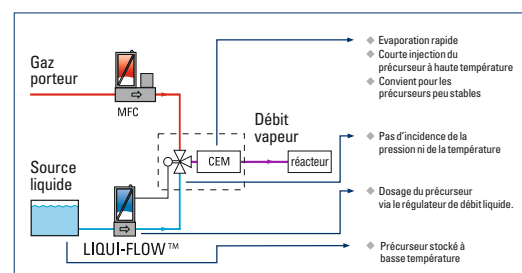 Gaz
porteur
MFC
Source
liquide
LIQUI-FLOW™
CEM
Débit
vapeur
réacteur
Evaporation rapide
Courte injection du
précurseur à haute température
Convient pour les
précurseurs peu stables
Pas d'incidence de la
pression ni de la température
Dosage du précurseur
via le régulateur de débit liquide.
Précurseur stocké à
basse température